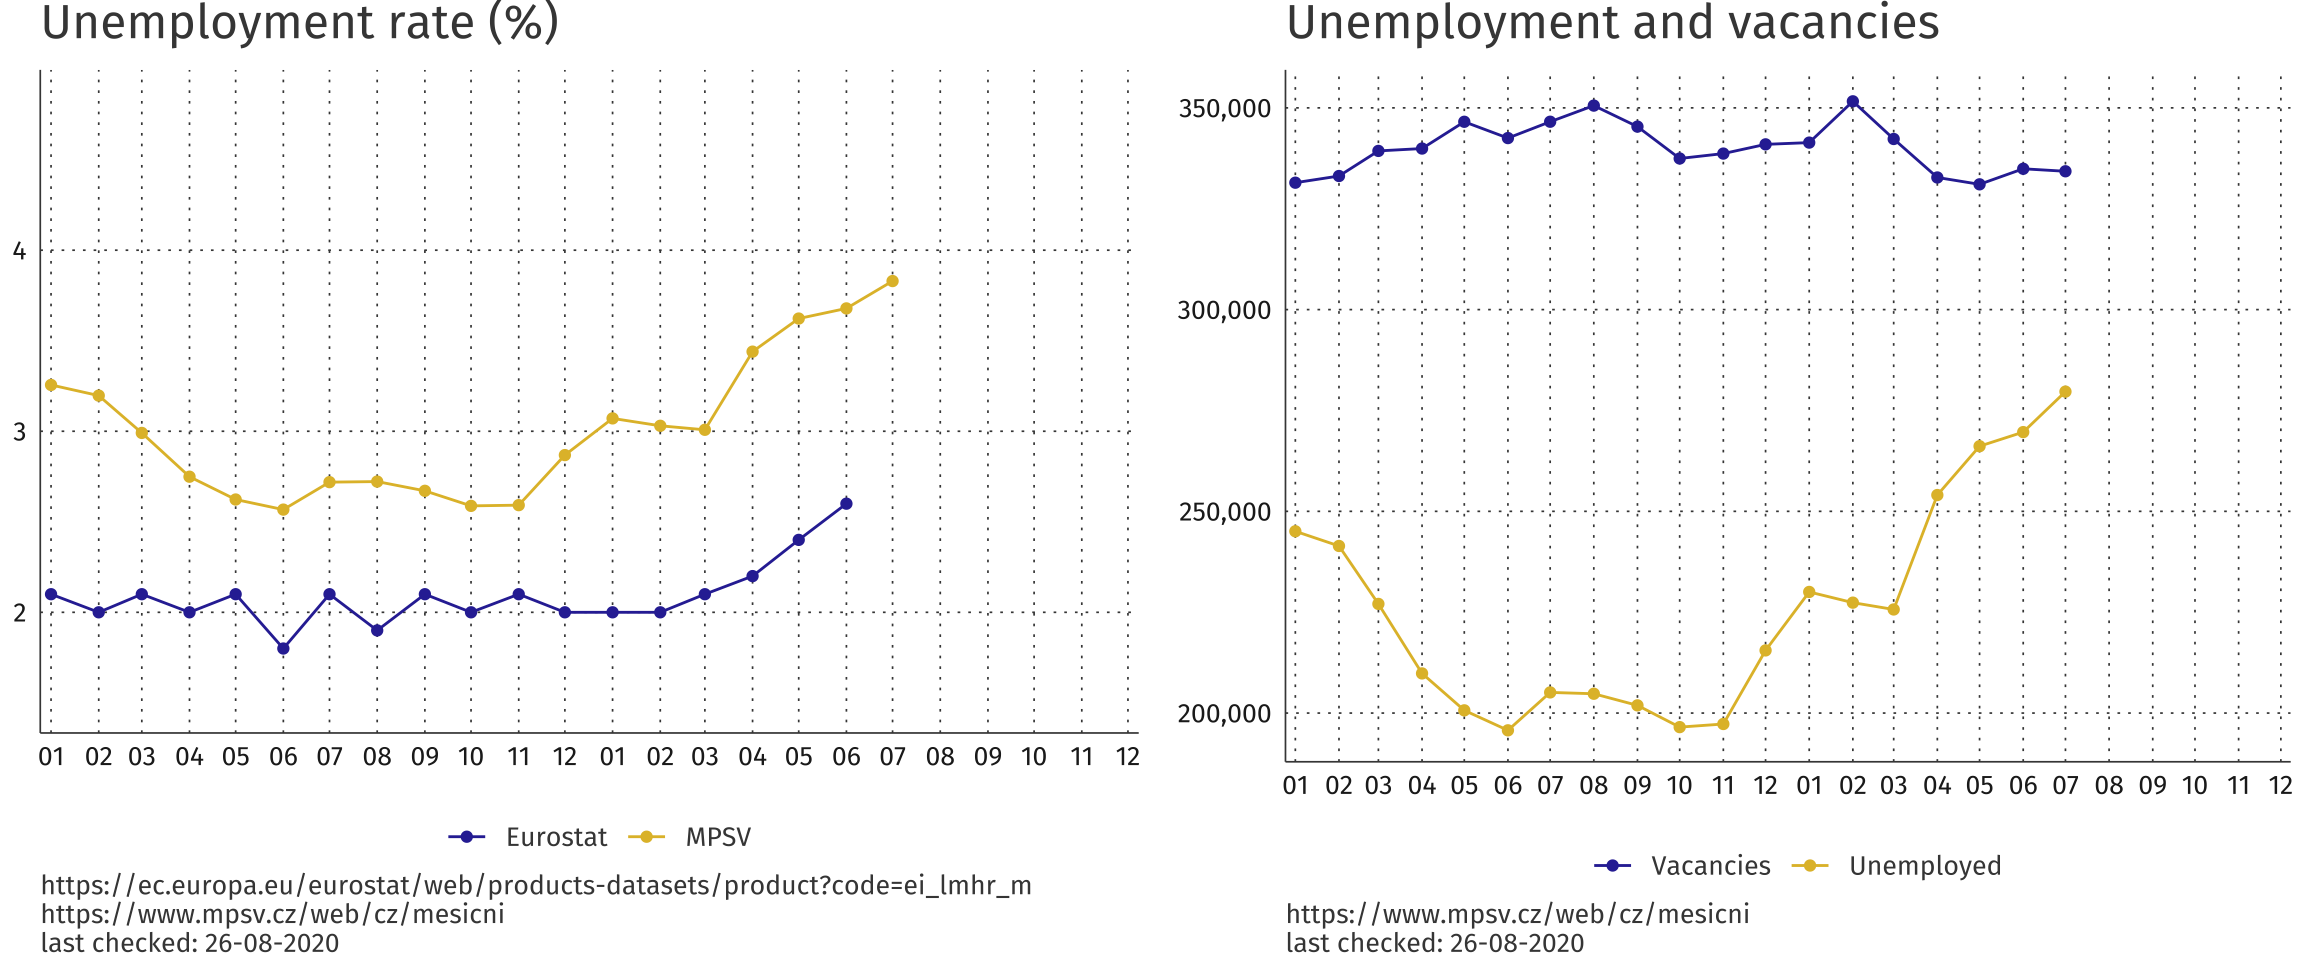 Unemployment rate (%)
4
3
2
01 02 03 04 05 06 07 08 09 10 11 12 01 02 03 04 05 06 07 08 09 10 11 12
Eurostat MPSV
https://ec.europa.eu/eurostat/web/products-datasets/product?code=ei_lmhr_m
https://www.mpsv.cz/web/cz/mesicni
last checked: 26-08-2020
Unemployment and vacancies
350,000
300,000
250,000
200,000
01 02 03 04 05 06 07 08 09 10 11 12 01 02 03 04 05 06 07 08 09 10 11 12
Vacancies Unemployed
https://www.mpsv.cz/web/cz/mesicni
last checked: 26-08-2020